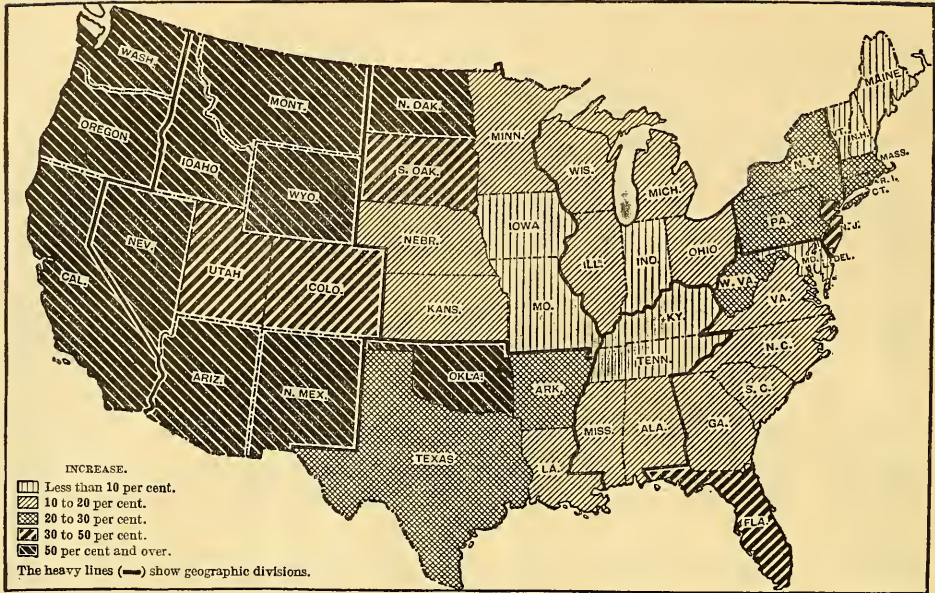 WASH.
MONT.
N. DAK.
MINN.
MAINE
OREGON
IDAHO
S. DAK.
WIS.
MICH.
VT.
N.H.
N.Y.
MASS.
R.I.
CT.
WYO.
IOWA
PA.
N.J.
NEV.
NEBR.
ILL.
IND.
OHIO
MD.
DEL.
CAL.
UTAH
COLO.
KANS.
MO.
W. VA.
VA.
KY.
TENN.
N.C.
ARIZ.
N. MEX.
OKLA.
ARK.
S.C.
MISS.
ALA.
GA.
TEXAS
LA.
FLA.
INCREASE.
Less than 10 per cent.
10 to 20 per cent.
20 to 30 per cent.
30 to 50 per cent.
50 per cent and over.
The heavy lines (▬) show geographic divisions.